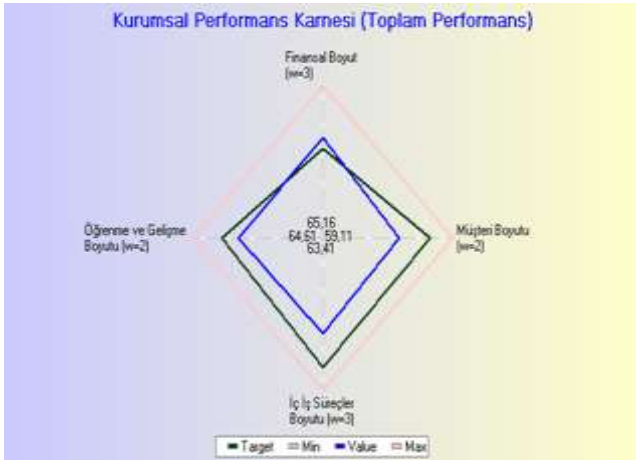 Kurumsal Performans Karnesi (Toplam Performans)
Finansal Boyut
(w=3)
65,16
64,61 59,11
63,41
Öğrenme ve Gelişme
Boyutu (w=2)
Müşteri Boyutu
(w=2)
İç İş Süreçler
Boyutu (w=3)
Target Min Value Max